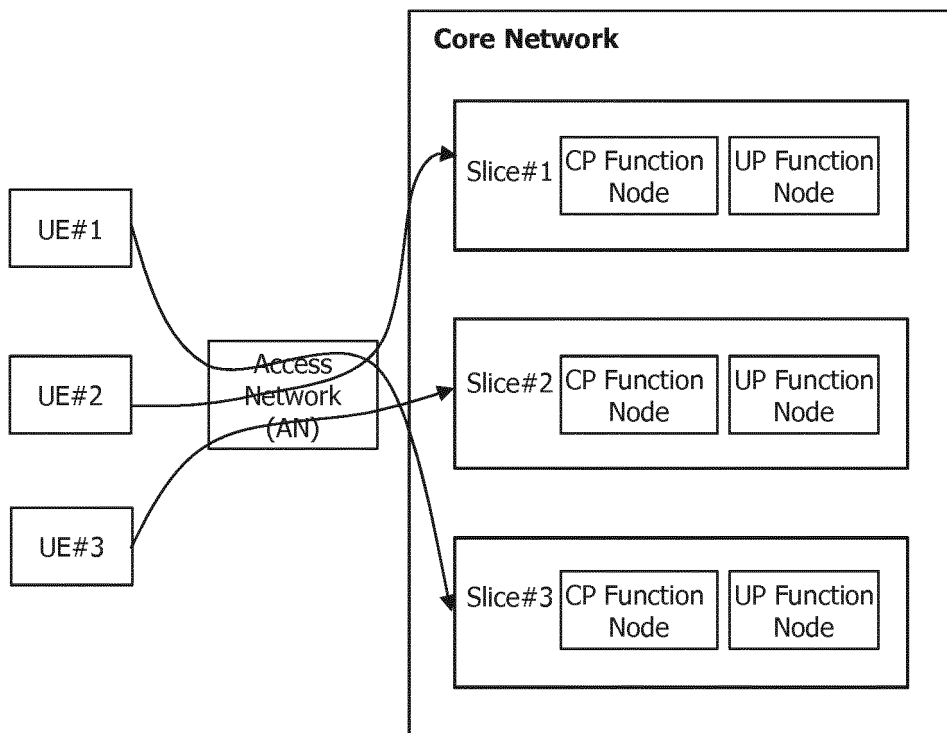 Core Network
Slice#1
CP Function
Node
UP Function
Node
UE#1
Access
Network
(AN)
UE#2
Slice#2
CP Function
Node
UP Function
Node
UE#3
Slice#3
CP Function
Node
UP Function
Node